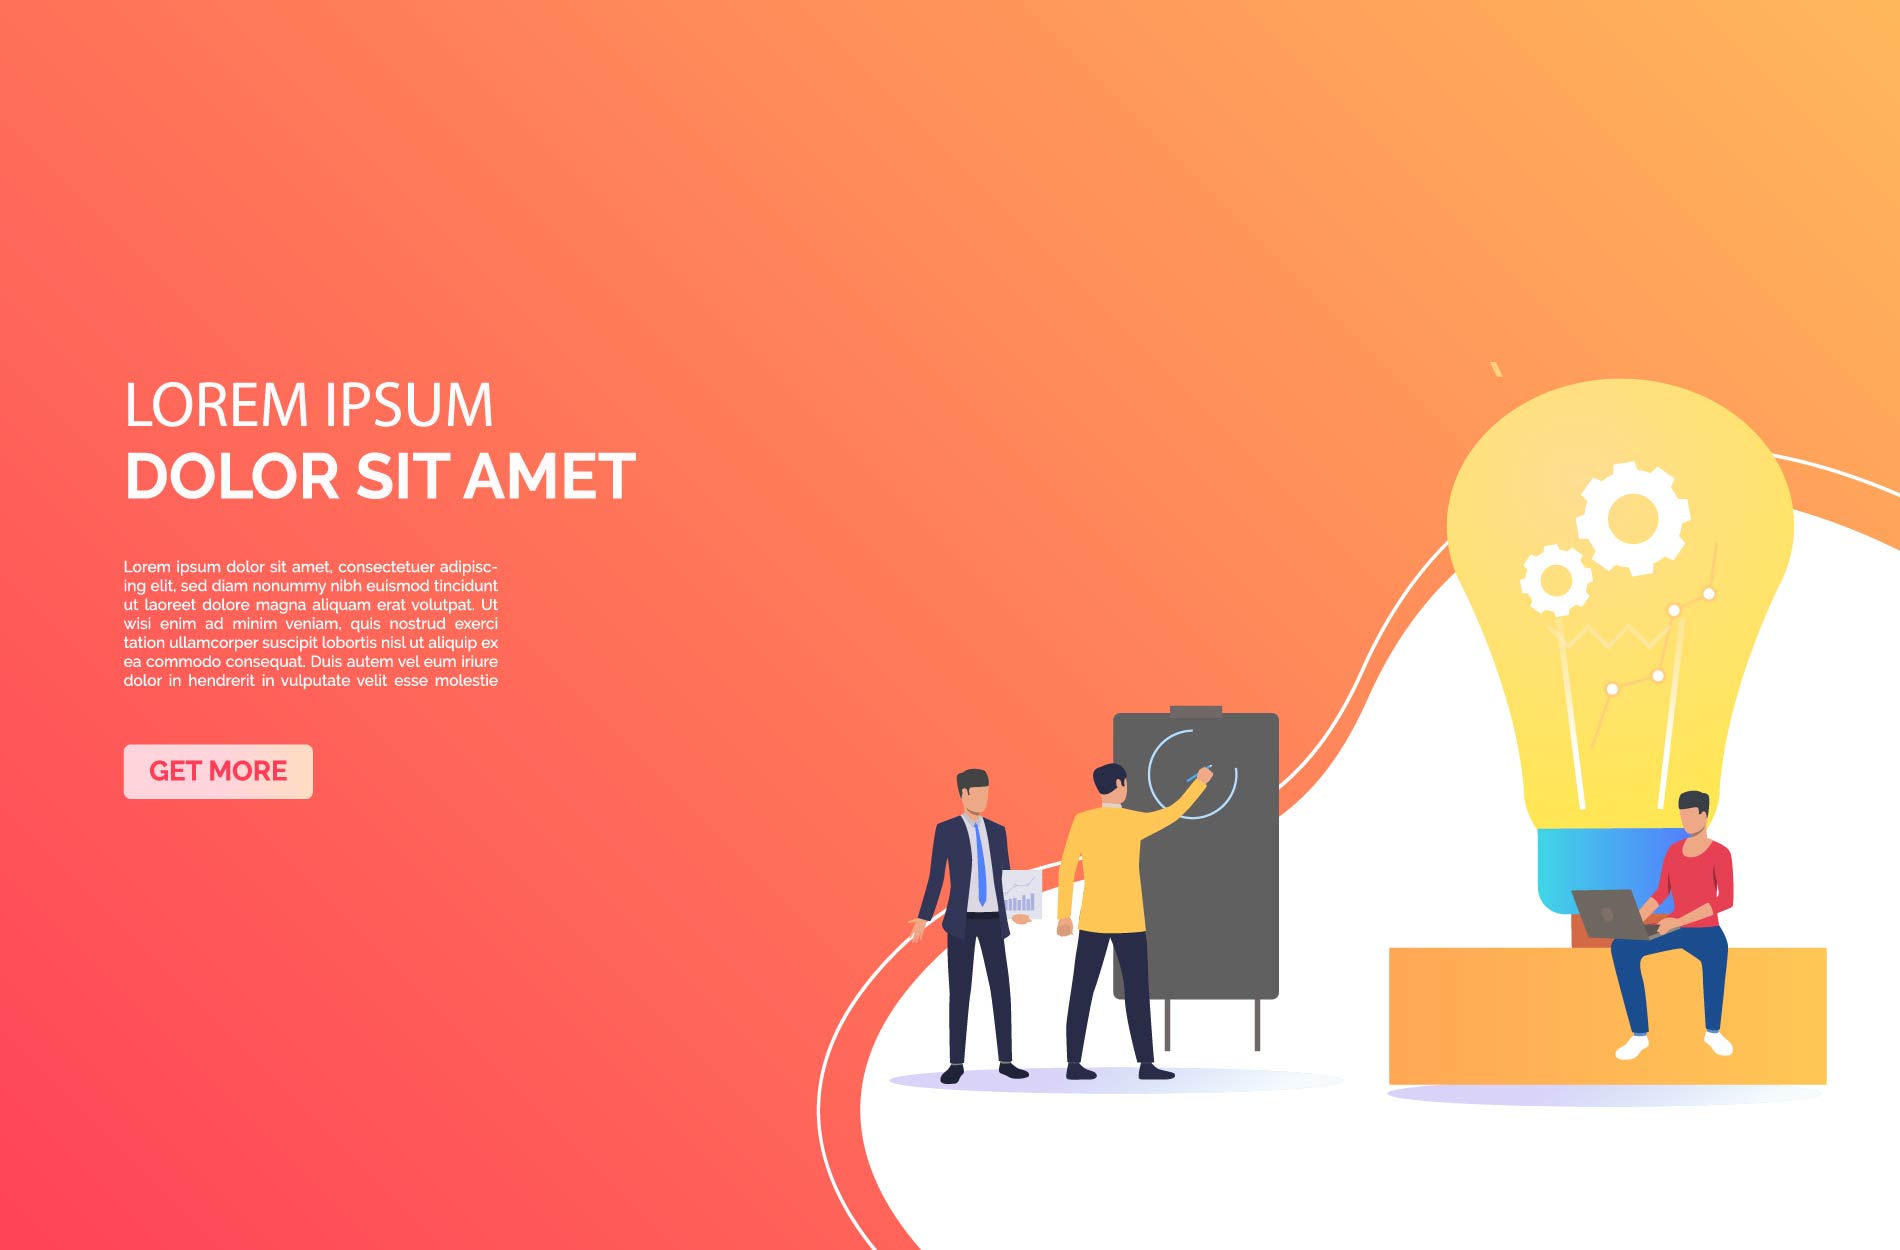 LOREM IPSUM
DOLOR SIT AMET
Lorem ipsum dolor sit amet, consectetuer adipisc-
ing elit, sed diam nonummy nibh euismod tincidunt
ut laoreet dolore magna aliquam erat volutpat. Ut
wisi enim ad minim veniam, quis nostrud exerci
tation ullamcorper suscipit lobortis nisl ut aliquip ex
ea commodo consequat. Duis autem vel eum iriure
dolor in hendrerit in vulputate velit esse molestie
GET MORE